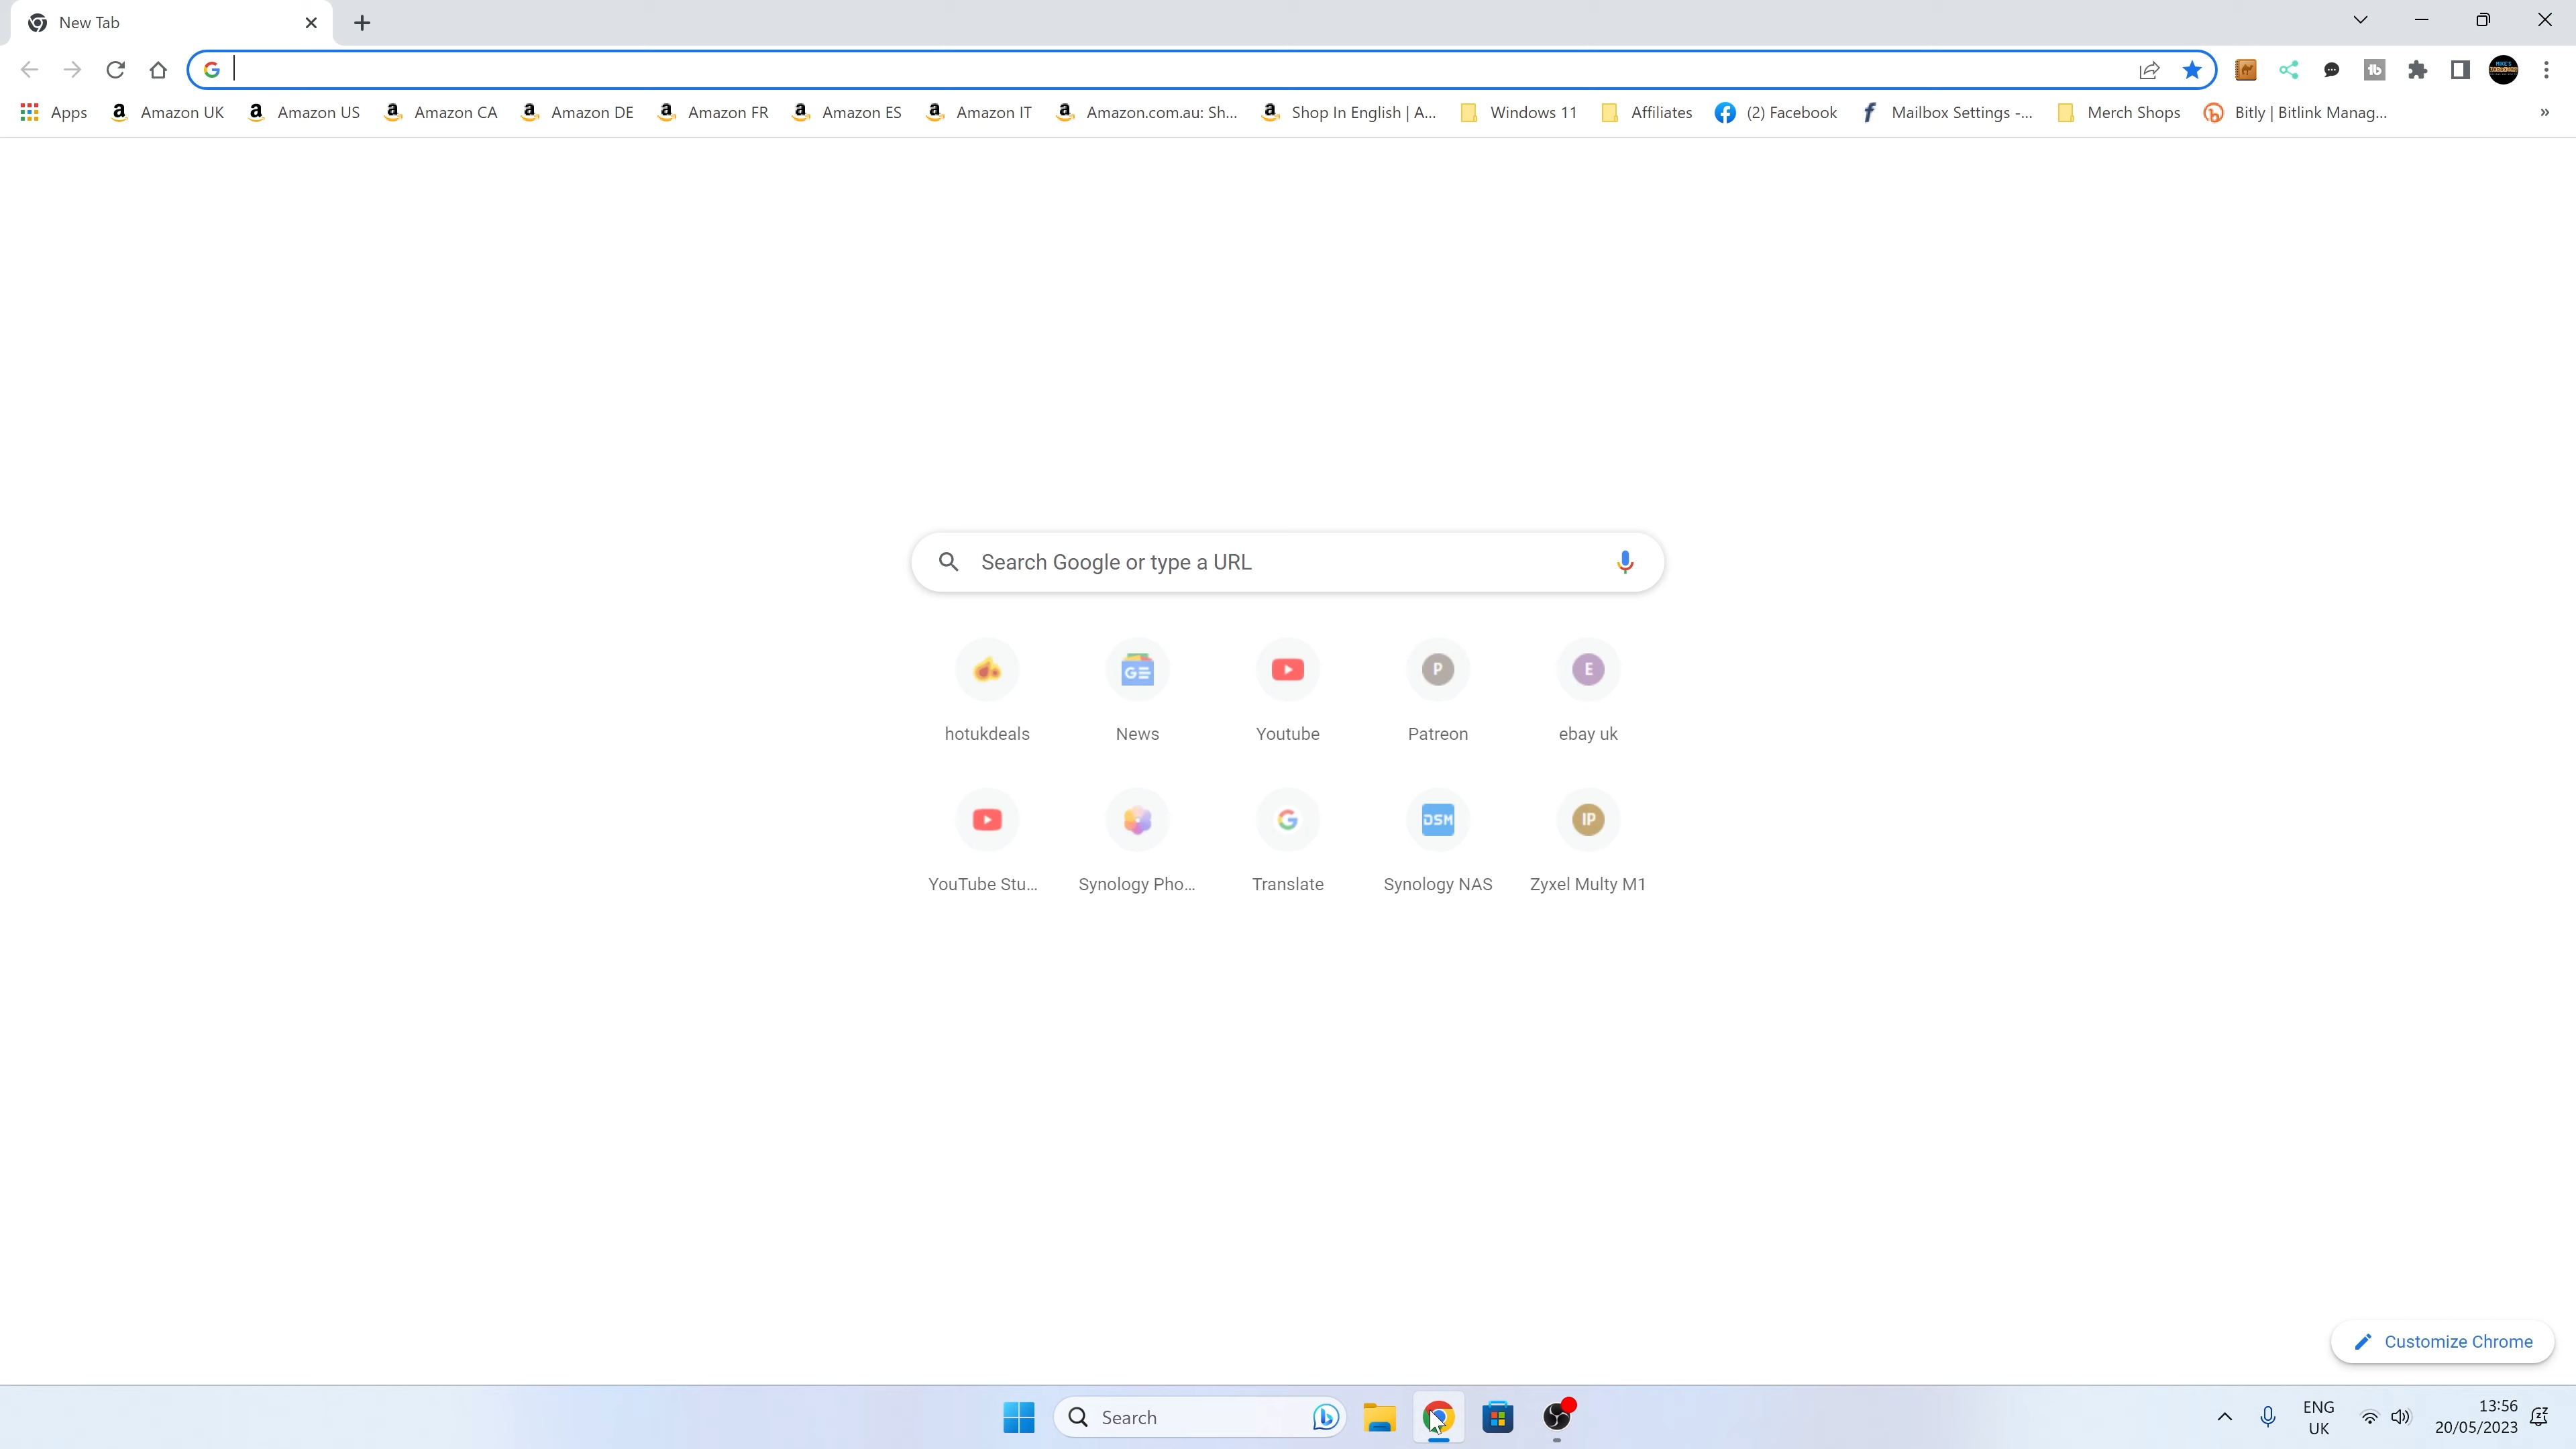 New Tab
Apps Amazon UK Amazon US Amazon CA Amazon DE Amazon FR Amazon ES Amazon IT Amazon.com.au: Sh... Shop In English | A... Windows 11 Affiliates (2) Facebook Mailbox Settings -... Merch Shops Bitly | Bitlink Manag... »
Search Google or type a URL
P E
hotukdeals News Youtube Patreon ebay uk
DSM IP
YouTube Stu... Synology Pho... Translate Synology NAS Zyxel Multy M1
Customize Chrome
Search
ENG
UK
13:56
20/05/2023